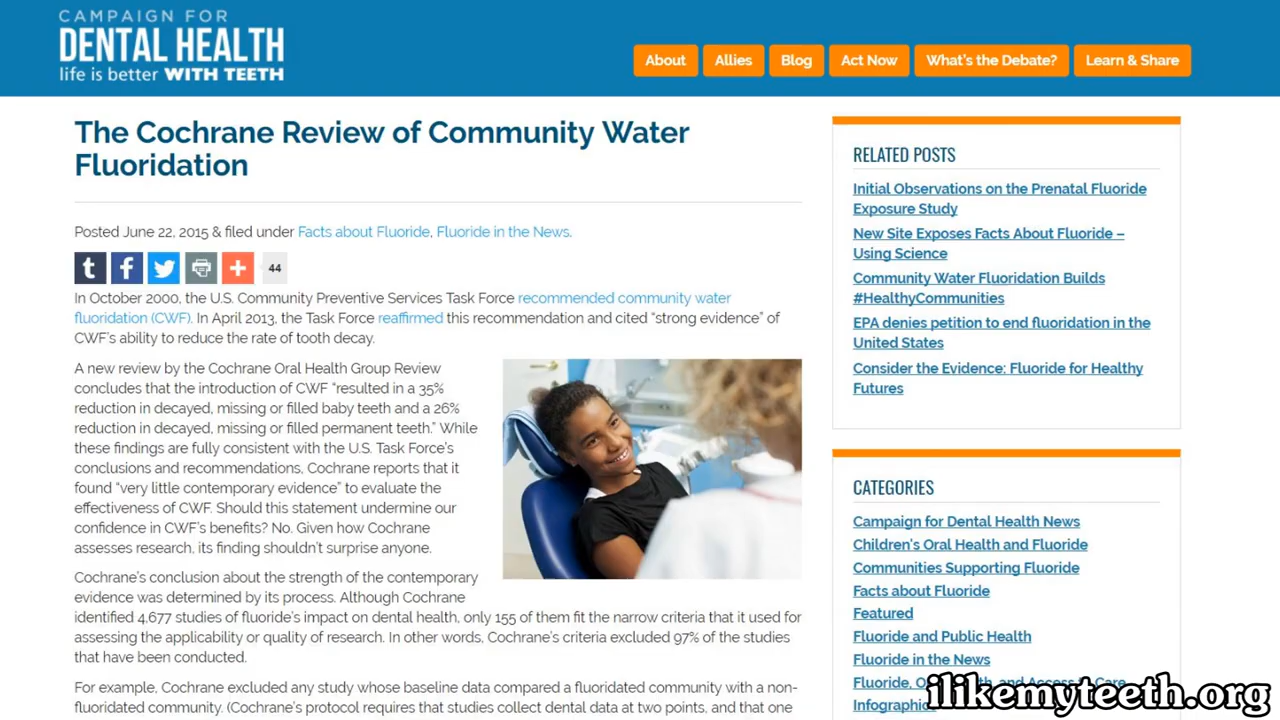 CAMPAIGN FOR
DENTAL HEALTH
life is better WITH TEETH
About
Allies
Blog
Act Now
What's the Debate?
Learn & Share
The Cochrane Review of Community Water
Fluoridation
Posted June 22, 2015 & filed under Facts about Fluoride, Fluoride in the News.
44
In October 2000, the U.S. Community Preventive Services Task Force recommended community water
fluoridation (CWF). In April 2013, the Task Force reaffirmed this recommendation and cited “strong evidence” of
CWF’s ability to reduce the rate of tooth decay.
A new review by the Cochrane Oral Health Group Review
concludes that the introduction of CWF “resulted in a 35%
reduction in decayed, missing or filled baby teeth and a 26%
reduction in decayed, missing or filled permanent teeth.” While
these findings are fully consistent with the U.S. Task Force’s
conclusions and recommendations, Cochrane reports that it
found “very little contemporary evidence” to evaluate the
effectiveness of CWF. Should this statement undermine our
confidence in CWF’s benefits? No. Given how Cochrane
assesses research, its finding shouldn’t surprise anyone.
Cochrane’s conclusion about the strength of the contemporary
evidence was determined by its process. Although Cochrane
identified 4,677 studies of fluoride’s impact on dental health, only 155 of them fit the narrow criteria that it used for
assessing the applicability or quality of research. In other words, Cochrane’s criteria excluded 97% of the studies
that have been conducted.
For example, Cochrane excluded any study whose baseline data compared a fluoridated community with a non-
fluoridated community. (Cochrane’s protocol requires that studies collect dental data at two points, and that one
RELATED POSTS
Initial Observations on the Prenatal Fluoride
Exposure Study
New Site Exposes Facts About Fluoride –
Using Science
Community Water Fluoridation Builds
#HealthyCommunities
EPA denies petition to end fluoridation in the
United States
Consider the Evidence: Fluoride for Healthy
Futures
CATEGORIES
Campaign for Dental Health News
Children's Oral Health and Fluoride
Communities Supporting Fluoride
Facts about Fluoride
Featured
Fluoride and Public Health
Fluoride in the News
Fluoride, and Access
Infographics
ilikemyteeth.org